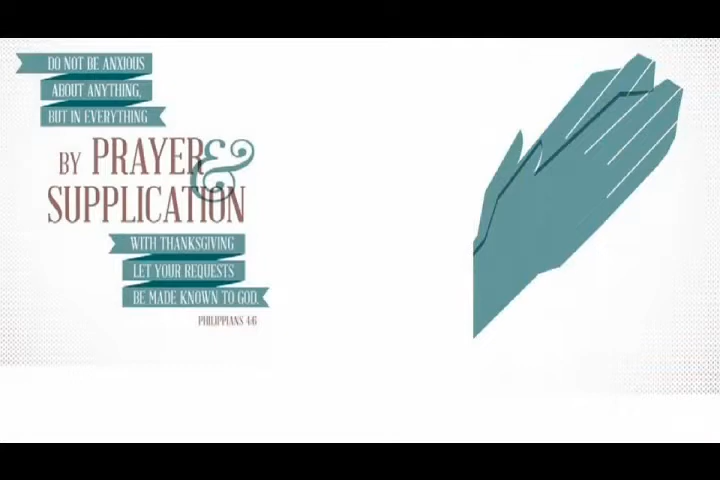 DO NOT BE ANXIOUS
ABOUT ANYTHING,
BUT IN EVERYTHING
BY PRAYER &
SUPPLICATION
WITH THANKSGIVING
LET YOUR REQUESTS
BE MADE KNOWN TO GOD.
PHILIPPIANS 4:6